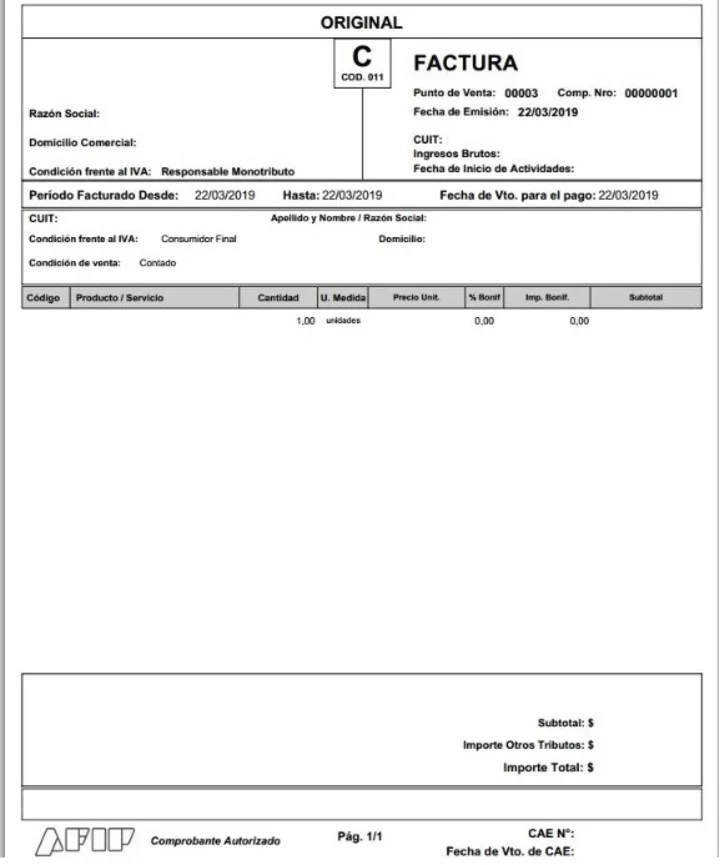 ORIGINAL
C
COD. 011
FACTURA
Punto de Venta: 00003 Comp. Nro: 00000001
Fecha de Emisión: 22/03/2019
Razón Social:
Domicilio Comercial:
Condición frente al IVA: Responsable Monotributo
CUIT:
Ingresos Brutos:
Fecha de Inicio de Actividades:
Período Facturado Desde: 22/03/2019 Hasta: 22/03/2019 Fecha de Vto. para el pago: 22/03/2019
CUIT: Apellido y Nombre / Razón Social:
Condición frente al IVA: Consumidor Final Domicilio:
Condición de venta: Contado
Código Producto / Servicio Cantidad U. Medida Precio Unit. % Bonif Imp. Bonif. Subtotal
1,00 unidades 0,00 0,00
Subtotal: $
Importe Otros Tributos: $
Importe Total: $
AFIP Comprobante Autorizado Pág. 1/1 CAE N°:
Fecha de Vto. de CAE: